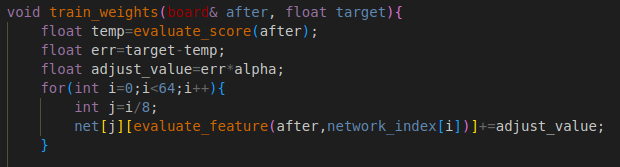 void train_weights(board& after, float target){
    float temp=evaluate_score(after);
    float err=target-temp;
    float adjust_value=err*alpha;
    for(int i=0;i<64;i++){
        int j=i/8;
        net[j][evaluate_feature(after,network_index[i])]+=adjust_value;
    }